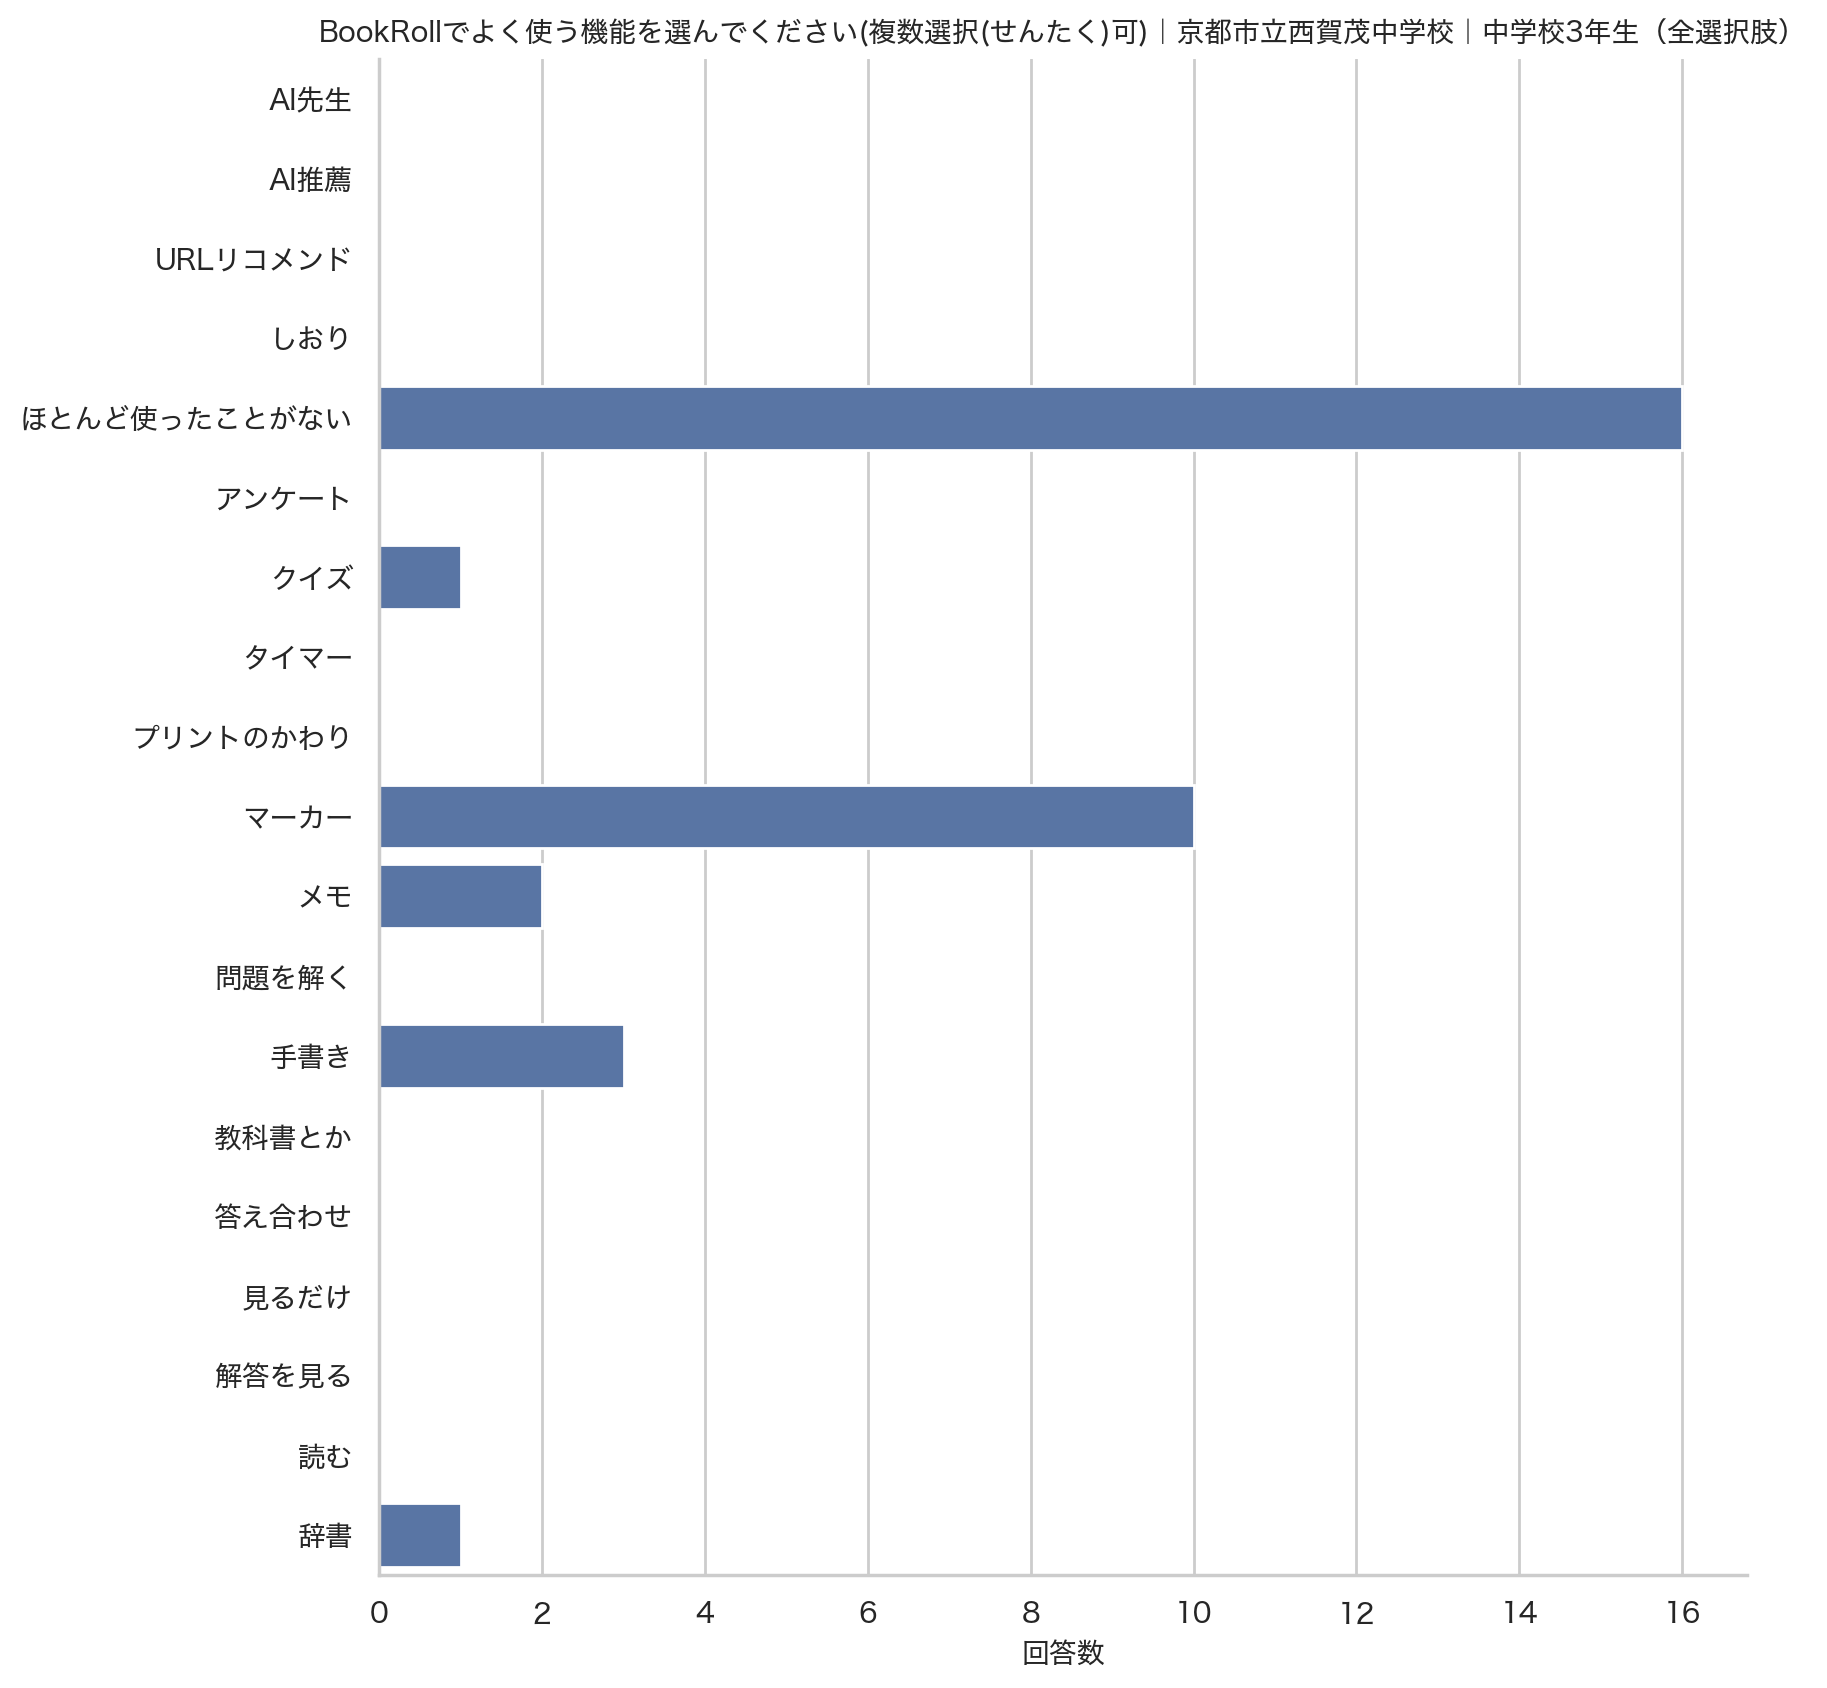 BookRollでよく使う機能を選んでください(複数選択(せんたく)可)｜京都市立西賀茂中学校｜中学校3年生（全選択肢）
AI先生
AI推薦
URLリコメンド
しおり
ほとんど使ったことがない
アンケート
クイズ
タイマー
プリントのかわり
マーカー
メモ
問題を解く
手書き
教科書とか
答え合わせ
見るだけ
解答を見る
読む
辞書
0 2 4 6 8 10 12 14 16
回答数